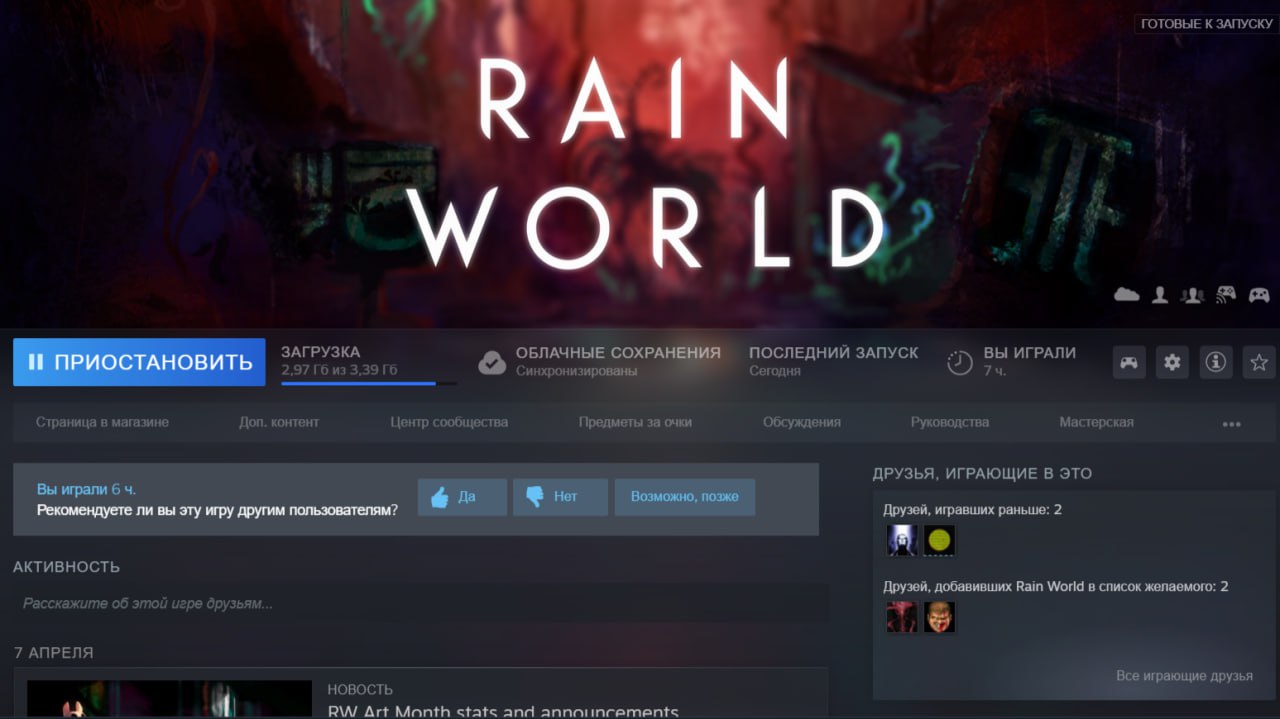 ГОТОВЫЕ К ЗАПУСКУ
RAIN
WORLD
ПРИОСТАНОВИТЬ
ЗАГРУЗКА
2,97 Гб из 3,39 Гб
ОБЛАЧНЫЕ СОХРАНЕНИЯ
Синхронизированы
ПОСЛЕДНИЙ ЗАПУСК
Сегодня
ВЫ ИГРАЛИ
7 ч.
Страница в магазине
Доп. контент
Центр сообщества
Предметы за очки
Обсуждения
Руководства
Мастерская
Вы играли 6 ч.
Рекомендуете ли вы эту игру другим пользователям?
Да
Нет
Возможно, позже
АКТИВНОСТЬ
Расскажите об этой игре друзьям...
7 АПРЕЛЯ
НОВОСТЬ
RW Art Month stats and announcements
ДРУЗЬЯ, ИГРАЮЩИЕ В ЭТО
Друзей, игравших раньше: 2
Друзей, добавивших Rain World в список желаемого: 2
Все играющие друзья